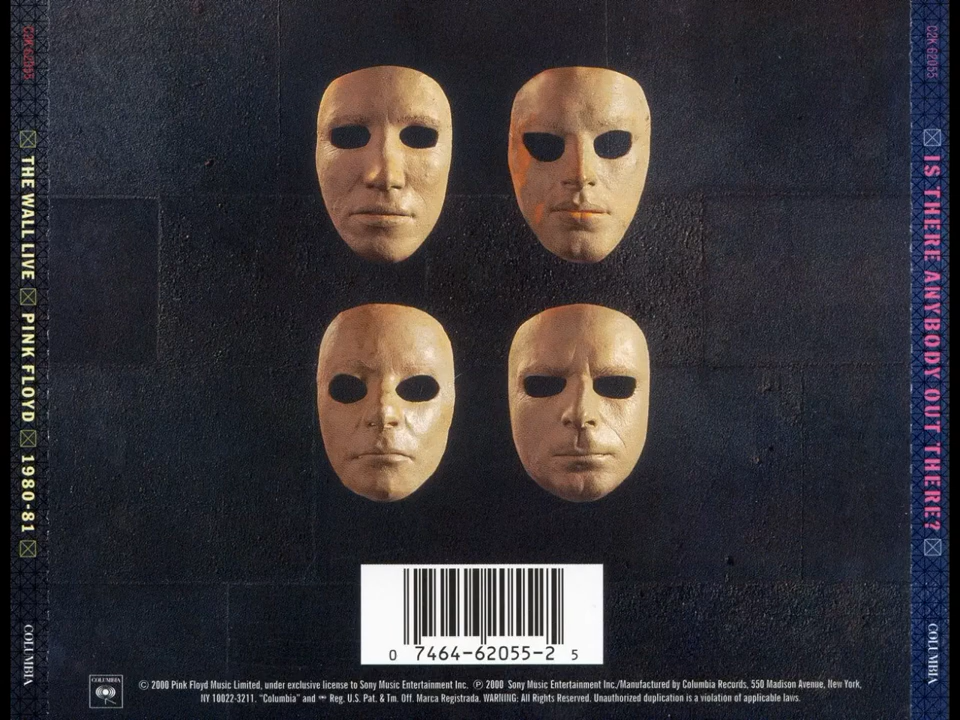 C2K 62055
THE WALL LIVE PINK FLOYD 1980-81
COLUMBIA
C2K 62055
IS THERE ANYBODY OUT THERE?
COLUMBIA
0 7464-62055-2 5
COLUMBIA
© 2000 Pink Floyd Music Limited, under exclusive license to Sony Music Entertainment Inc. ℗ 2000 Sony Music Entertainment Inc./Manufactured by Columbia Records, 550 Madison Avenue, New York,
NY 10022-3211. "Columbia" and Reg. U.S. Pat. & Tm. Off. Marca Registrada. WARNING: All Rights Reserved. Unauthorized duplication is a violation of applicable laws.